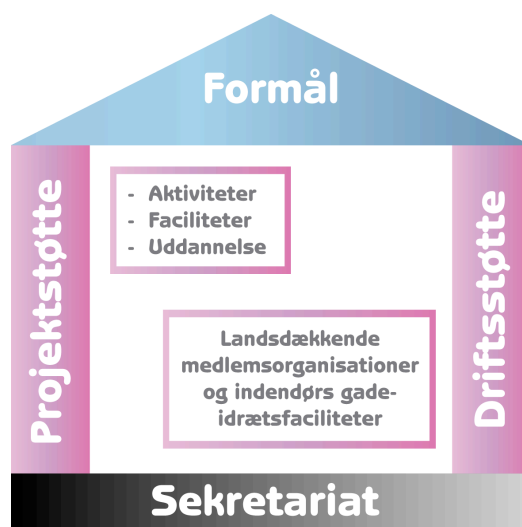 Formål
Projektstøtte
- Aktiviteter
- Faciliteter
- Uddannelse
Landsdækkende
medlemsorganisationer
og indendørs gade-
idrætsfaciliteter
Driftsstøtte
Sekretariat